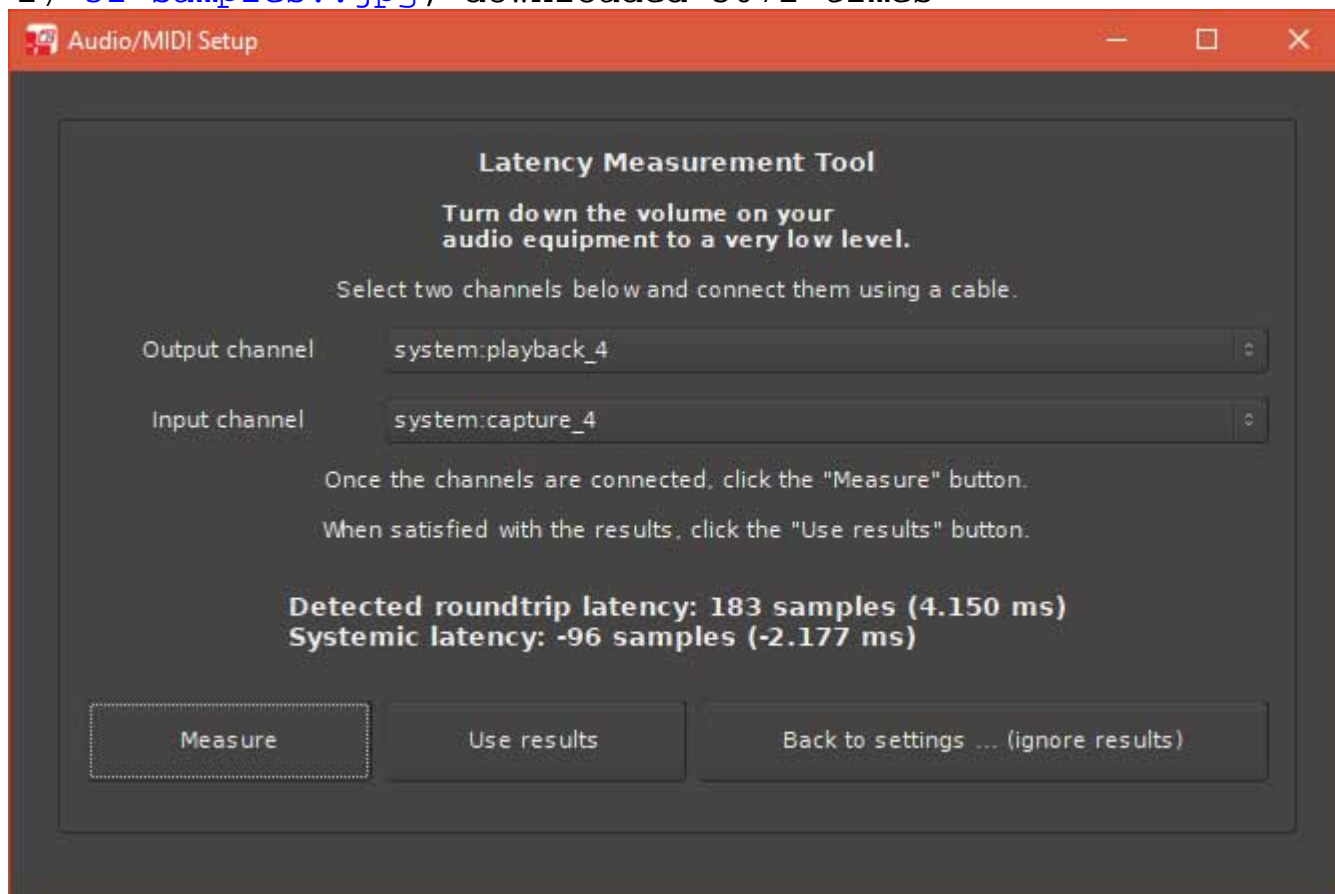 Audio/MIDI Setup
Latency Measurement Tool
Turn down the volume on your
audio equipment to a very low level.
Select two channels below and connect them using a cable.
Output channel system:playback_4
Input channel system:capture_4
Once the channels are connected, click the "Measure" button.
When satisfied with the results, click the "Use results" button.
Detected roundtrip latency: 183 samples (4.150 ms)
Systemic latency: -96 samples (-2.177 ms)
Measure Use results Back to settings ... (ignore results)